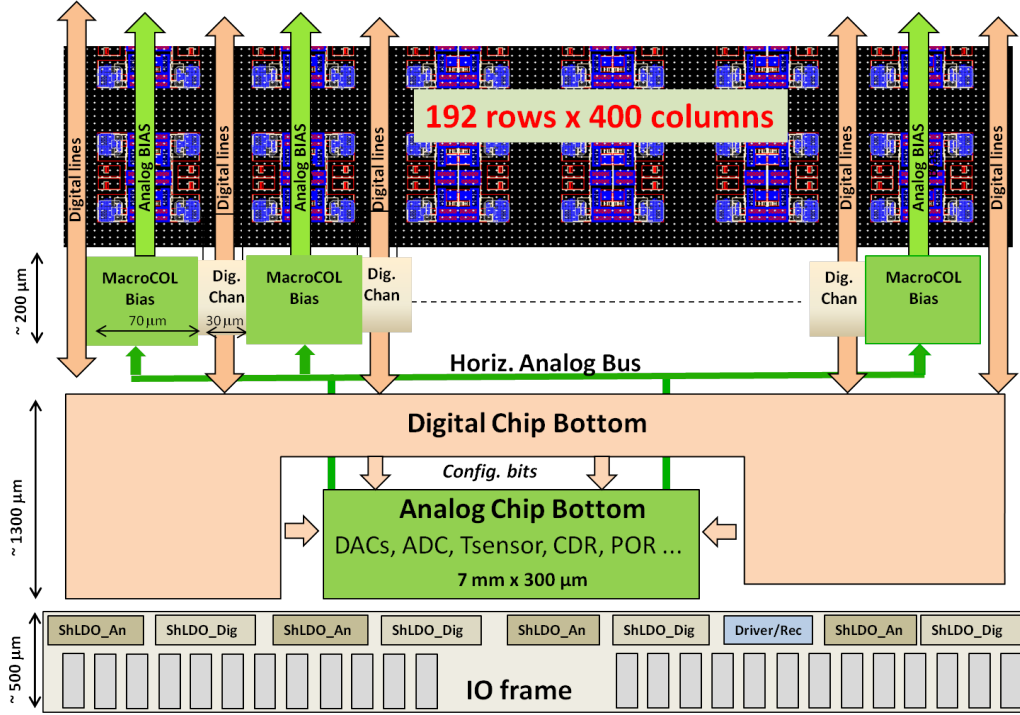 192 rows x 400 columns
Digital lines
Analog BIAS
Digital lines
Analog BIAS
Digital lines
Digital lines
Analog BIAS
Digital lines
~ 200 µm
MacroCOL
Bias
70 µm
Dig.
Chan
30 µm
MacroCOL
Bias
Dig.
Chan
Dig.
Chan
MacroCOL
Bias
Horiz. Analog Bus
~ 1300 µm
Digital Chip Bottom
Config. bits
Analog Chip Bottom
DACs, ADC, Tsensor, CDR, POR ...
7 mm x 300 µm
~ 500 µm
ShLDO_An
ShLDO_Dig
ShLDO_An
ShLDO_Dig
ShLDO_An
ShLDO_Dig
Driver/Rec
ShLDO_An
ShLDO_Dig
IO frame